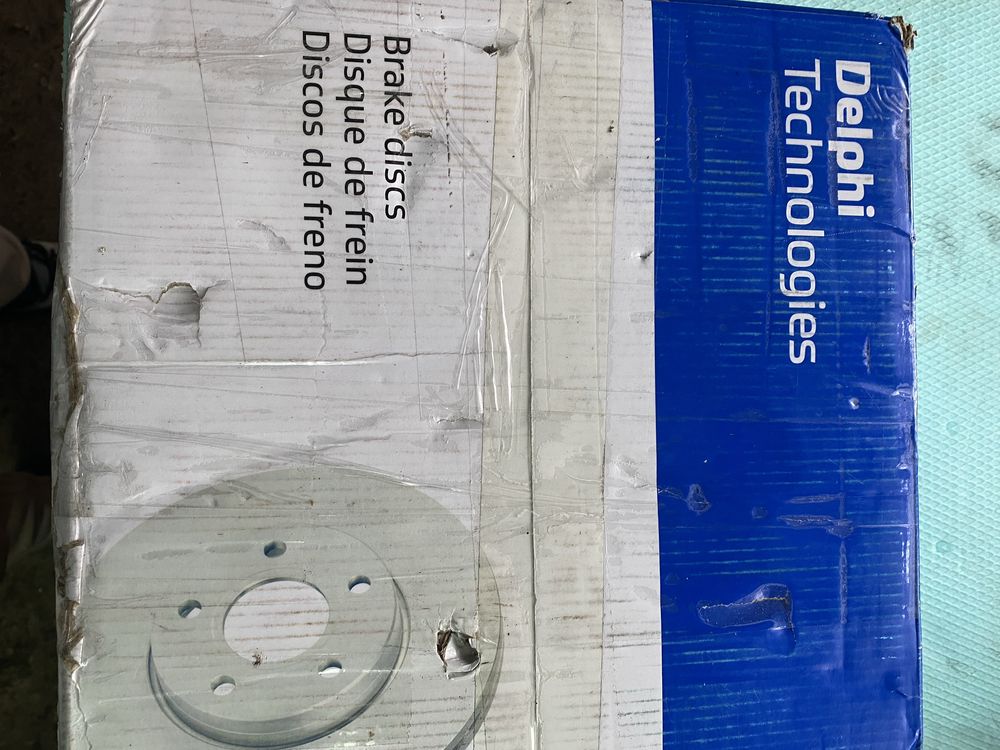 Delphi
Technologies
Brake discs
Disque de frein
Discos de freno